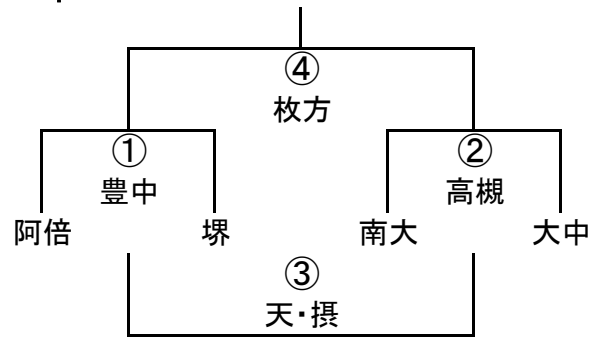 ④
枚方
① ②
豊中 高槻
阿倍 堺 南大 大中
③
天・摂